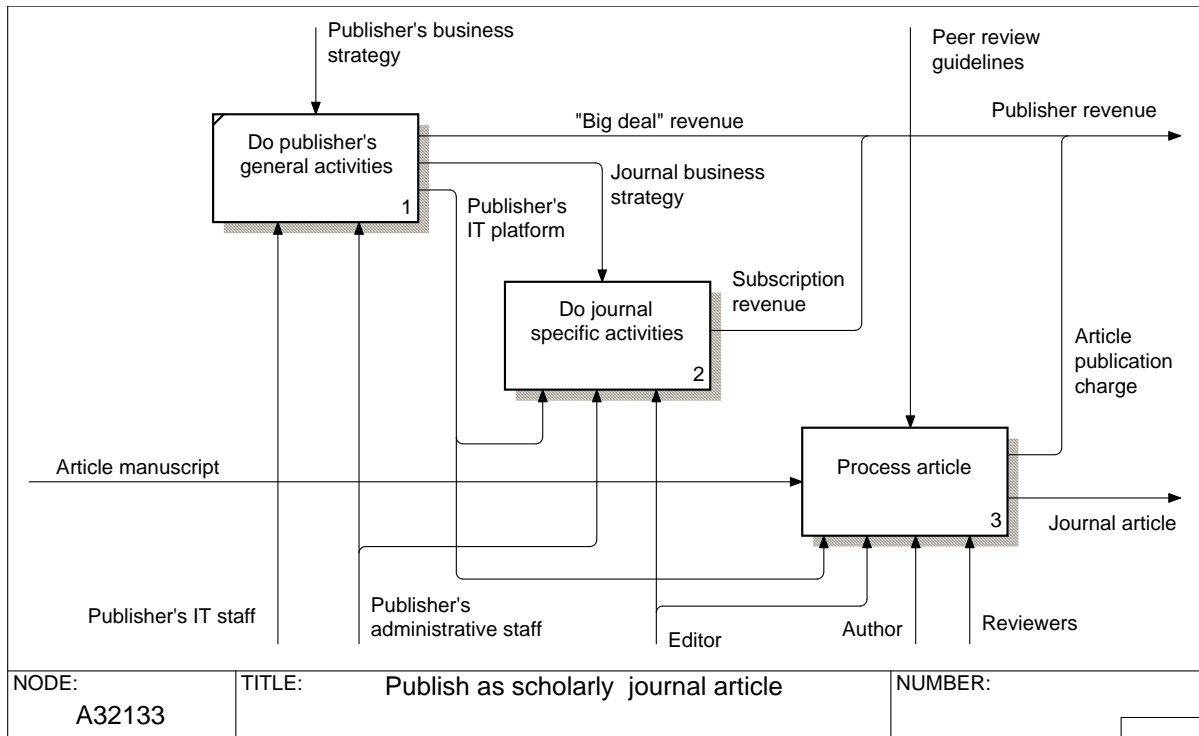 Publisher's business
strategy
Peer review
guidelines
Do publisher's
general activities
1
"Big deal" revenue
Publisher revenue
Journal business
strategy
Publisher's
IT platform
Do journal
specific activities
2
Subscription
revenue
Article
publication
charge
Article manuscript
Process article
3
Journal article
Publisher's IT staff
Publisher's
administrative staff
Editor
Author
Reviewers
NODE:
A32133
TITLE:
Publish as scholarly journal article
NUMBER: